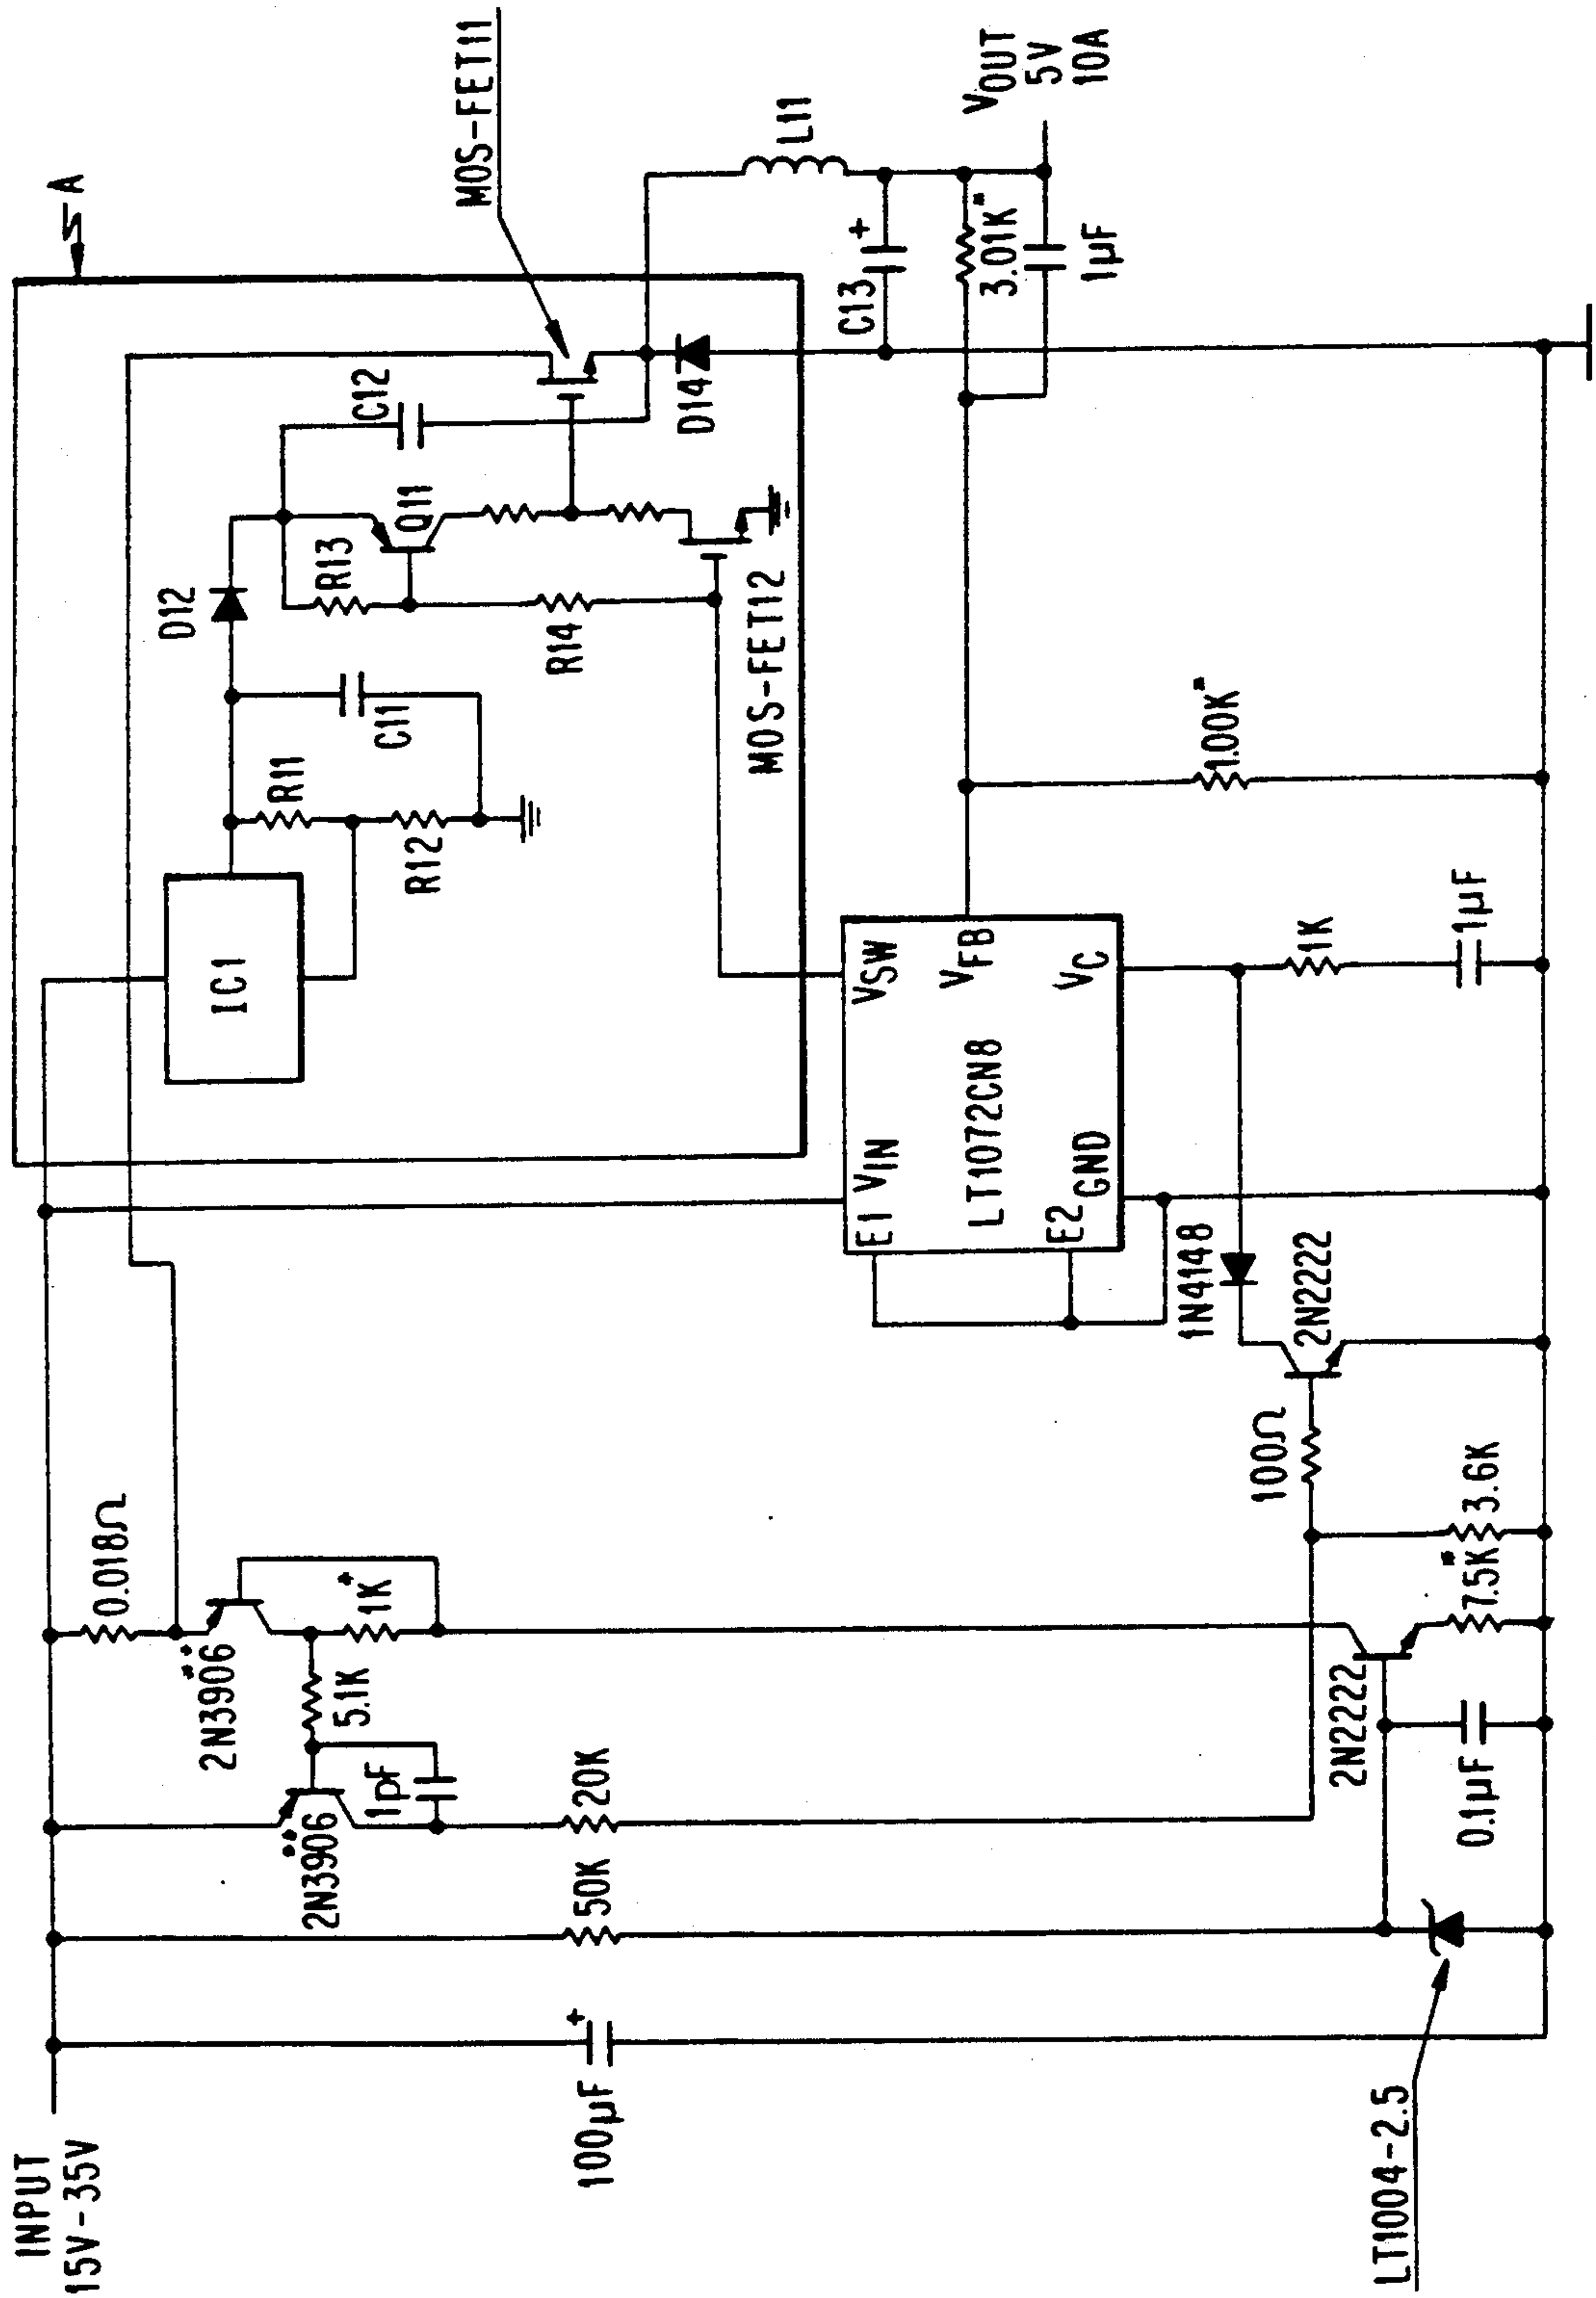 INPUT
15V-35V
100µF
+
LT1004-2.5
50K
2N3906
**
1pF
20K
0.1µF
2N2222
7.5K*
3.6K
5.1K
2N3906
**
1K*
0.018Ω
100Ω
2N2222
1N4148
E1
VIN
E2
GND
LT1072CN8
VSW
VFB
VC
1K
1µF
1.00K*
IC1
R11
R12
C11
D12
R13
R14
Q11
C12
MOS-FET12
D14
MOS-FET11
A
L11
C13
+
3.01K*
1µF
VOUT
5V
10A